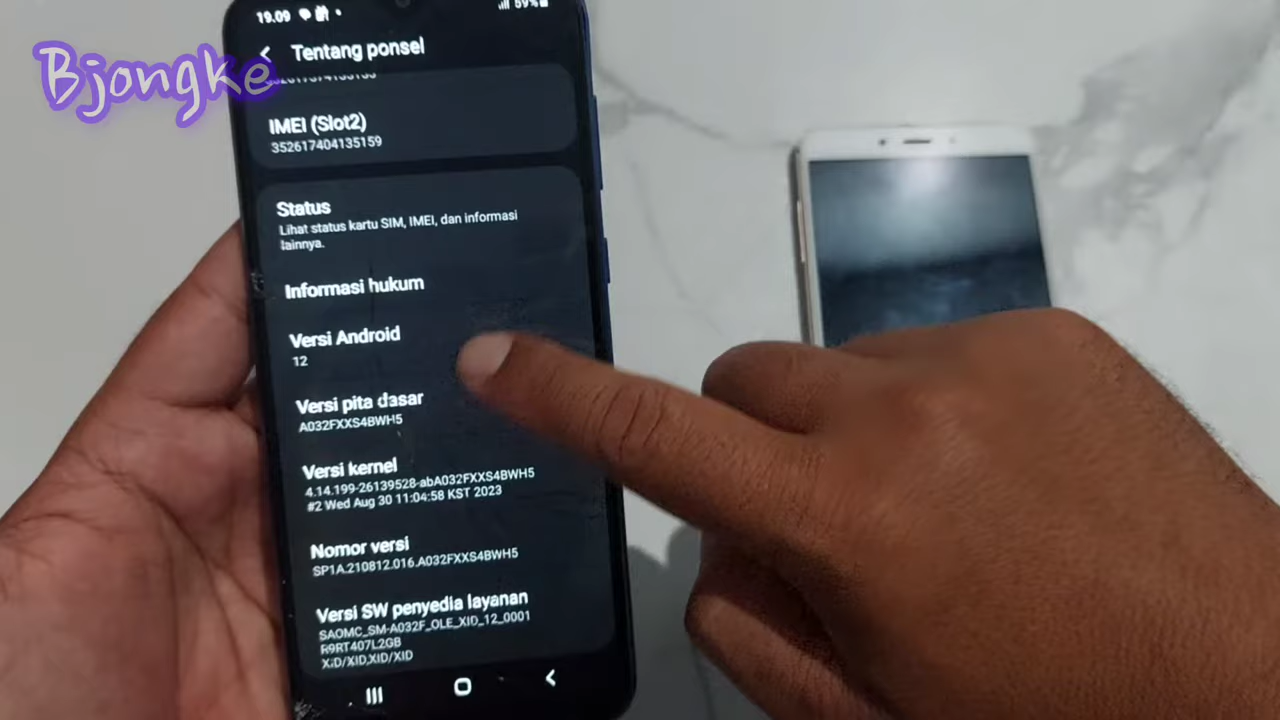 19.09
59%
Tentang ponsel
Bjongke
IMEI (Slot2)
352617404135159
Status
Lihat status kartu SIM, IMEI, dan informasi
lainnya.
Informasi hukum
Versi Android
12
Versi pita dasar
A032FXXS4BWH5
Versi kernel
4.14.199-26139528-abA032FXXS4BWH5
#2 Wed Aug 30 11:04:58 KST 2023
Nomor versi
SP1A.210812.016.A032FXXS4BWH5
Versi SW penyedia layanan
SAOMC_SM-A032F_OLE_XID_12_0001
R9RT407L2GB
XID/XID,XID/XID